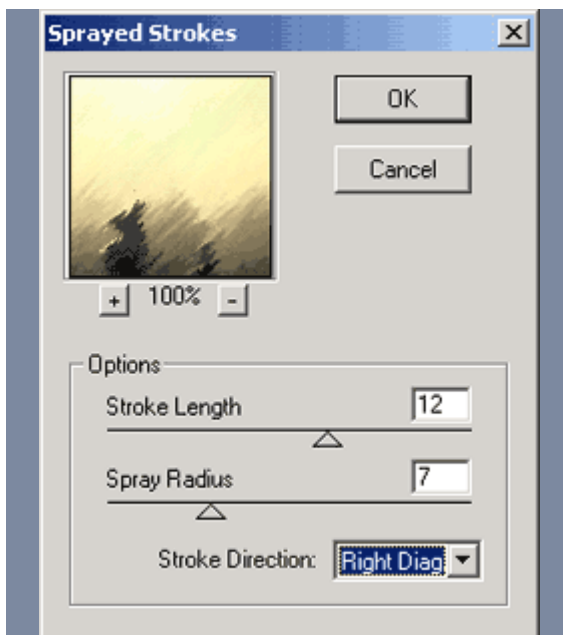 Sprayed Strokes
OK
Cancel
+ 100% -
Options
Stroke Length 12
Spray Radius 7
Stroke Direction: Right Diag